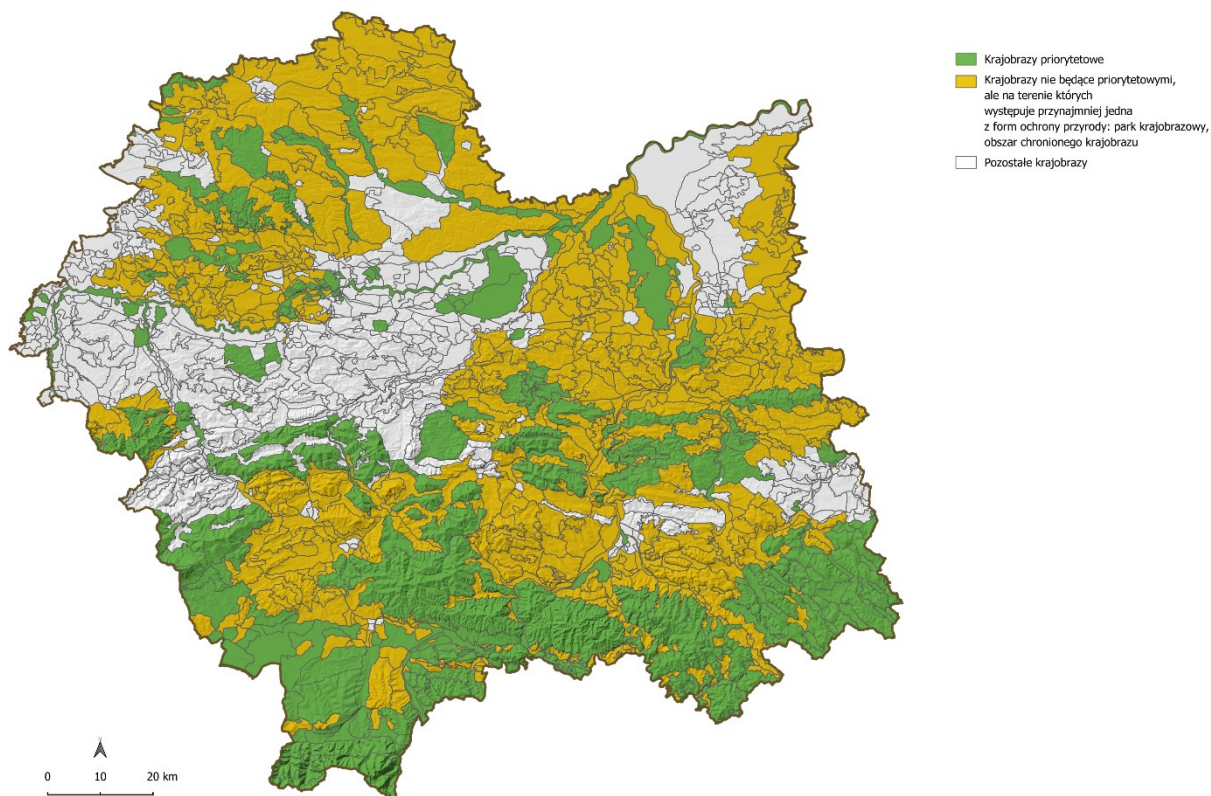 Krajobrazy priorytetowe
Krajobrazy nie będące priorytetowymi,
ale na terenie których
występuje przynajmniej jedna
z form ochrony przyrody: park krajobrazowy,
obszar chronionego krajobrazu
Pozostałe krajobrazy
0 10 20 km